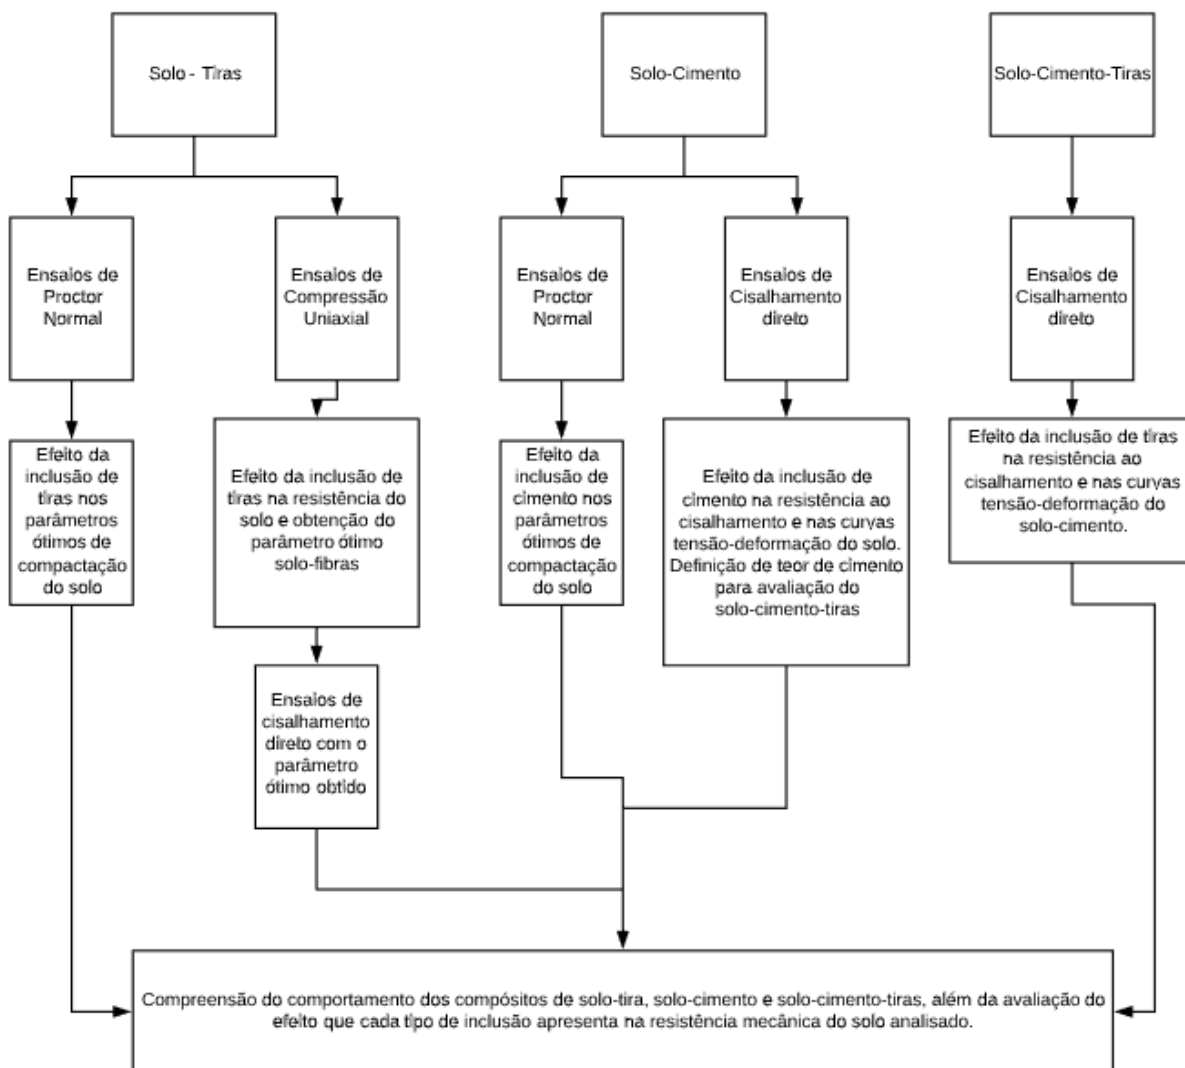 Solo - Tiras
Solo-Cimento
Solo-Cimento-Tiras
Ensaios de
Proctor
Normal
Ensaios de
Compressão
Uniaxial
Ensaios de
Proctor
Normal
Ensaios de
Cisalhamento
direto
Ensaios de
Cisalhamento
direto
Efeito da
inclusão de
tiras nos
parâmetros
ótimos de
compactação
do solo
Efeito da inclusão de
tiras na resistência do
solo e obtenção do
parâmetro ótimo
solo-fibras
Efeito da
inclusão de
cimento nos
parâmetros
ótimos de
compactação
do solo
Efeito da inclusão de
cimento na resistência ao
cisalhamento e nas curvas
tensão-deformação do solo.
Definição de teor de cimento
para avaliação do
solo-cimento-tiras
Efeito da inclusão de tiras
na resistência ao
cisalhamento e nas curvas
tensão-deformação do
solo-cimento.
Ensaios de
cisalhamento
direto com o
parâmetro
ótimo obtido
Compreensão do comportamento dos compósitos de solo-tira, solo-cimento e solo-cimento-tiras, além da avaliação do
efeito que cada tipo de inclusão apresenta na resistência mecânica do solo analisado.